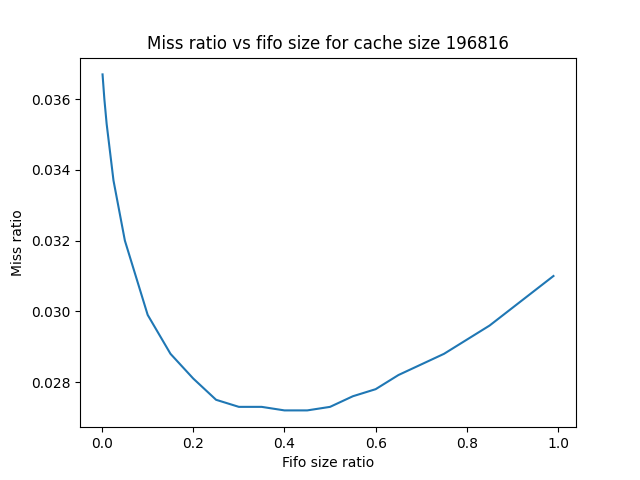 Miss ratio vs fifo size for cache size 196816
0.036
0.034
0.032
0.030
0.028
Miss ratio
0.0 0.2 0.4 0.6 0.8 1.0
Fifo size ratio